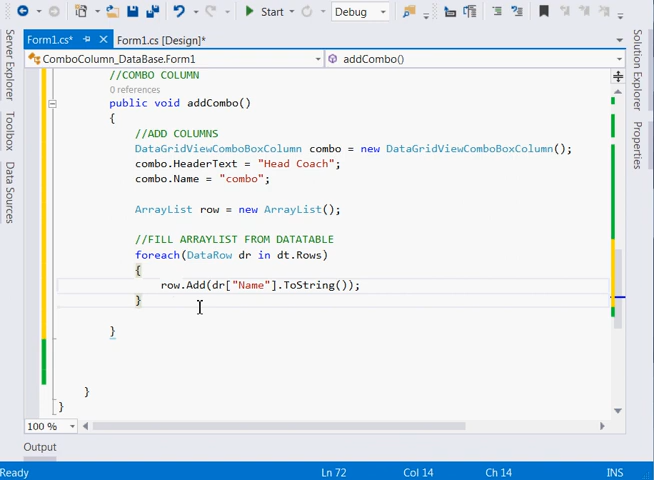 Start
Debug
Form1.cs*
Form1.cs [Design]*
ComboColumn_DataBase.Form1
addCombo()
Server Explorer
Toolbox
Data Sources
Solution Explorer
Properties
//COMBO COLUMN
0 references
public void addCombo()
{
//ADD COLUMNS
DataGridViewComboBoxColumn combo = new DataGridViewComboBoxColumn();
combo.HeaderText = "Head Coach";
combo.Name = "combo";
ArrayList row = new ArrayList();
//FILL ARRAYLIST FROM DATATABLE
foreach(DataRow dr in dt.Rows)
{
row.Add(dr["Name"].ToString());
}
}
}
}
100 %
Output
Ready
Ln 72
Col 14
Ch 14
INS